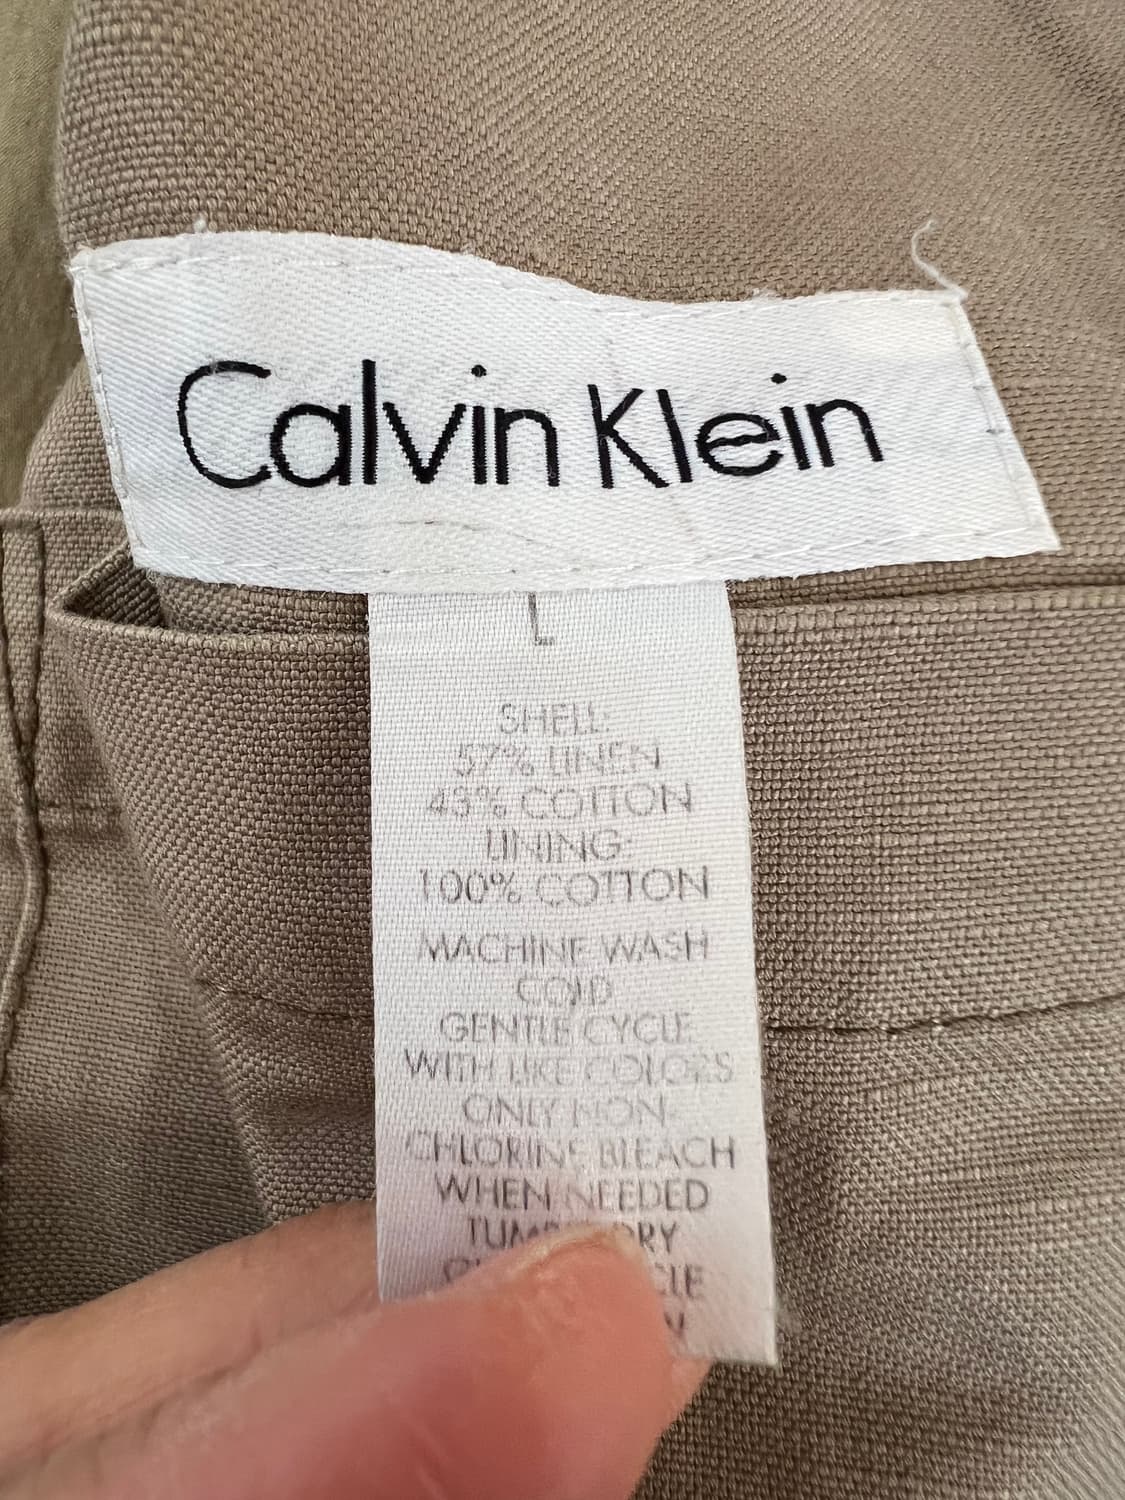 Calvin Klein
L
SHELL:
57% LINEN
43% COTTON
LINING:
100% COTTON
MACHINE WASH
COLD
GENTLE CYCLE
WITH LIKE COLORS
ONLY NON-
CHLORINE BLEACH
WHEN NEEDED